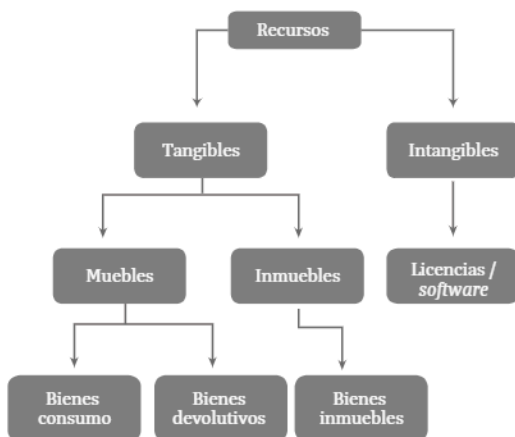 Recursos
Tangibles
Intangibles
Muebles
Inmuebles
Licencias /
software
Bienes
consumo
Bienes
devolutivos
Bienes
inmuebles